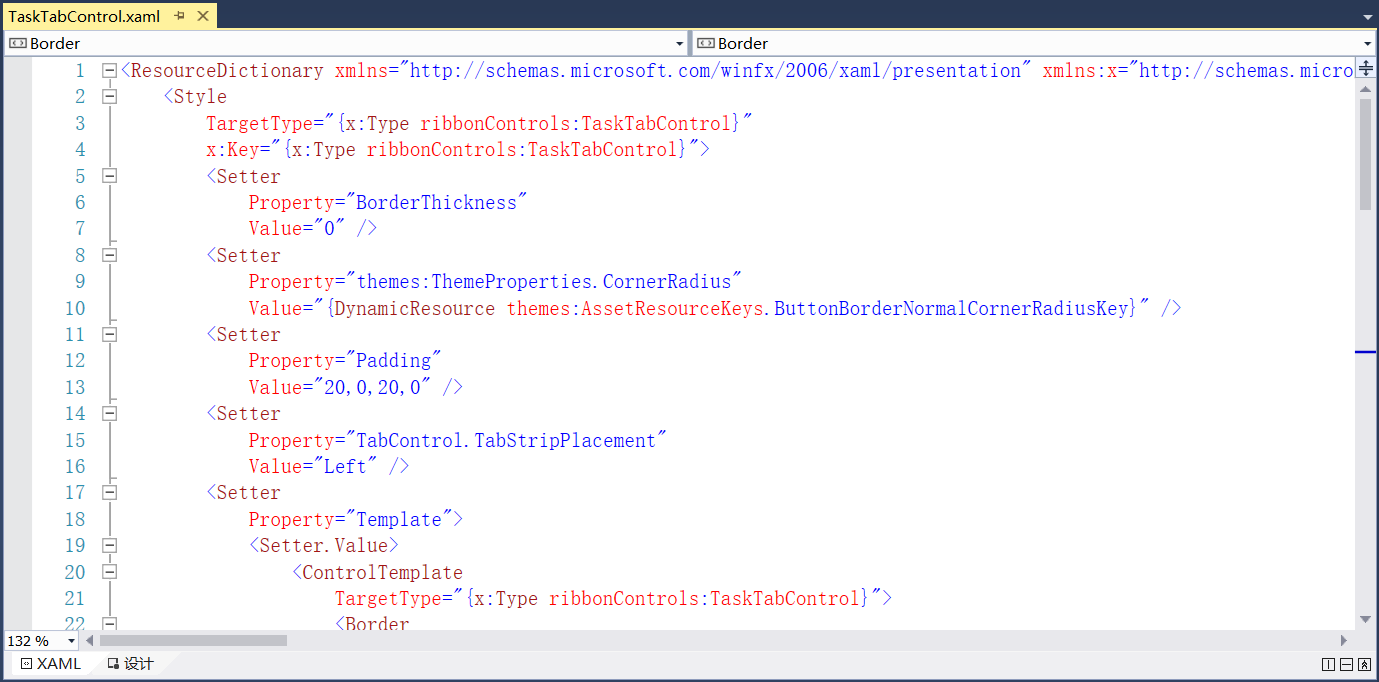 TaskTabControl.xaml
Border
Border
1 <ResourceDictionary xmlns="http://schemas.microsoft.com/winfx/2006/xaml/presentation" xmlns:x="http://schemas.micro
2 <Style
3 TargetType="{x:Type ribbonControls:TaskTabControl}"
4 x:Key="{x:Type ribbonControls:TaskTabControl}">
5 <Setter
6 Property="BorderThickness"
7 Value="0" />
8 <Setter
9 Property="themes:ThemeProperties.CornerRadius"
10 Value="{DynamicResource themes:AssetResourceKeys.ButtonBorderNormalCornerRadiusKey}" />
11 <Setter
12 Property="Padding"
13 Value="20,0,20,0" />
14 <Setter
15 Property="TabControl.TabStripPlacement"
16 Value="Left" />
17 <Setter
18 Property="Template">
19 <Setter.Value>
20 <ControlTemplate
21 TargetType="{x:Type ribbonControls:TaskTabControl}">
22 <Border
132 %
XAML 设计